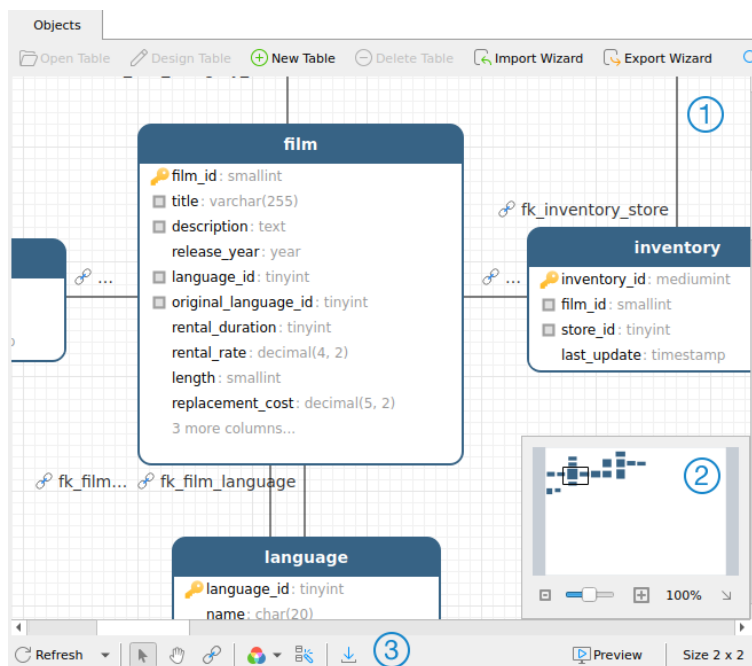 Objects
Open Table Design Table New Table Delete Table Import Wizard Export Wizard
1
film
film_id: smallint
title: varchar(255)
description: text
release_year: year
language_id: tinyint
original_language_id: tinyint
rental_duration: tinyint
rental_rate: decimal(4, 2)
length: smallint
replacement_cost: decimal(5, 2)
3 more columns...
...
...
fk_inventory_store
inventory
inventory_id: mediumint
film_id: smallint
store_id: tinyint
last_update: timestamp
fk_film... fk_film_language
language
language_id: tinyint
name: char(20)
2
100%
Refresh 3 Preview Size 2 x 2